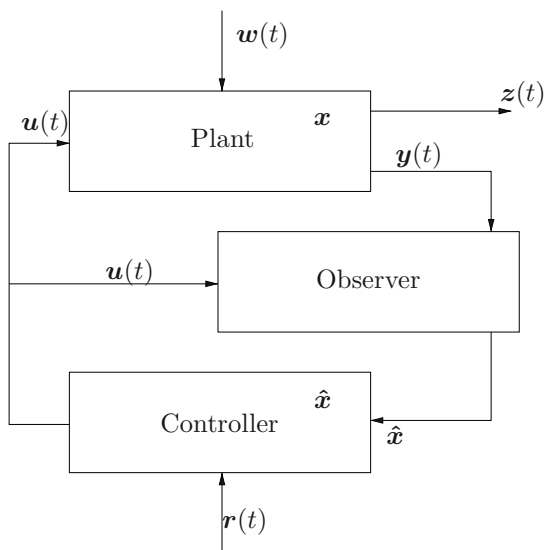 w(t)
z(t)
u(t)
x
Plant
y(t)
u(t)
Observer
x̂
Controller
x̂
r(t)